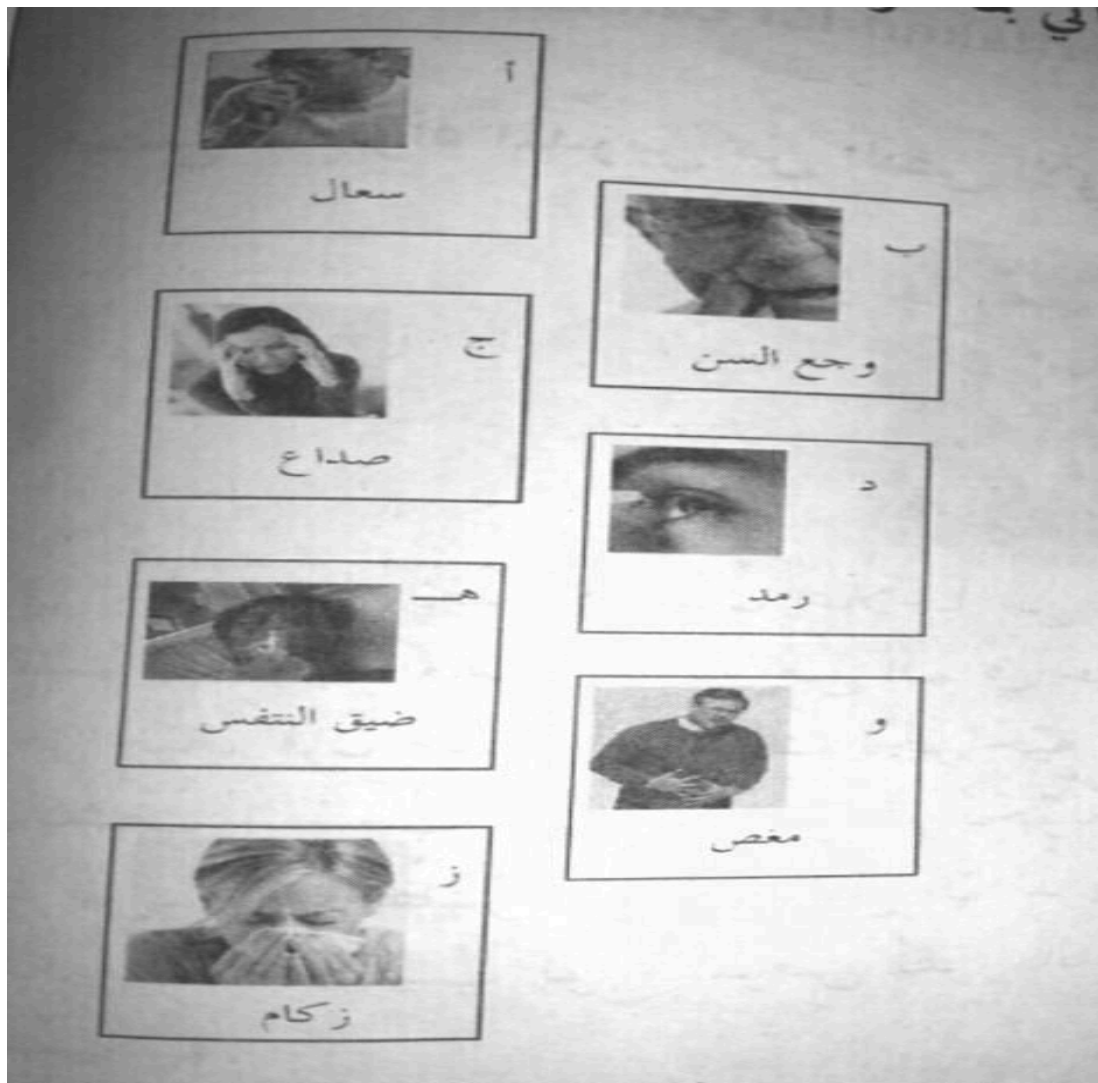 أ
سعال
ب
وجع السن
ج
صداع
د
رمد
هـ
ضيق التنفس
و
مغص
ز
زكام